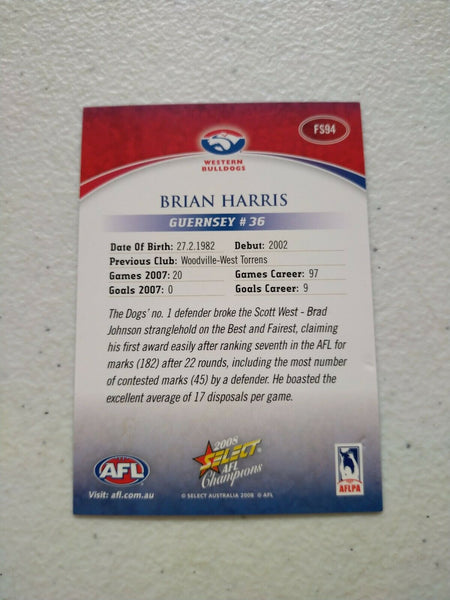 FS94
WESTERN
BULLDOGS
BRIAN HARRIS
GUERNSEY # 36
Date Of Birth: 27.2.1982 Debut: 2002
Previous Club: Woodville-West Torrens
Games 2007: 20 Games Career: 97
Goals 2007: 0 Goals Career: 9
The Dogs' no. 1 defender broke the Scott West - Brad
Johnson stranglehold on the Best and Fairest, claiming
his first award easily after ranking seventh in the AFL for
marks (182) after 22 rounds, including the most number
of contested marks (45) by a defender. He boasted the
excellent average of 17 disposals per game.
2008
SELECT
AFL
Champions
AFL
Visit: afl.com.au
© SELECT AUSTRALIA 2008 © AFL
AFLPA